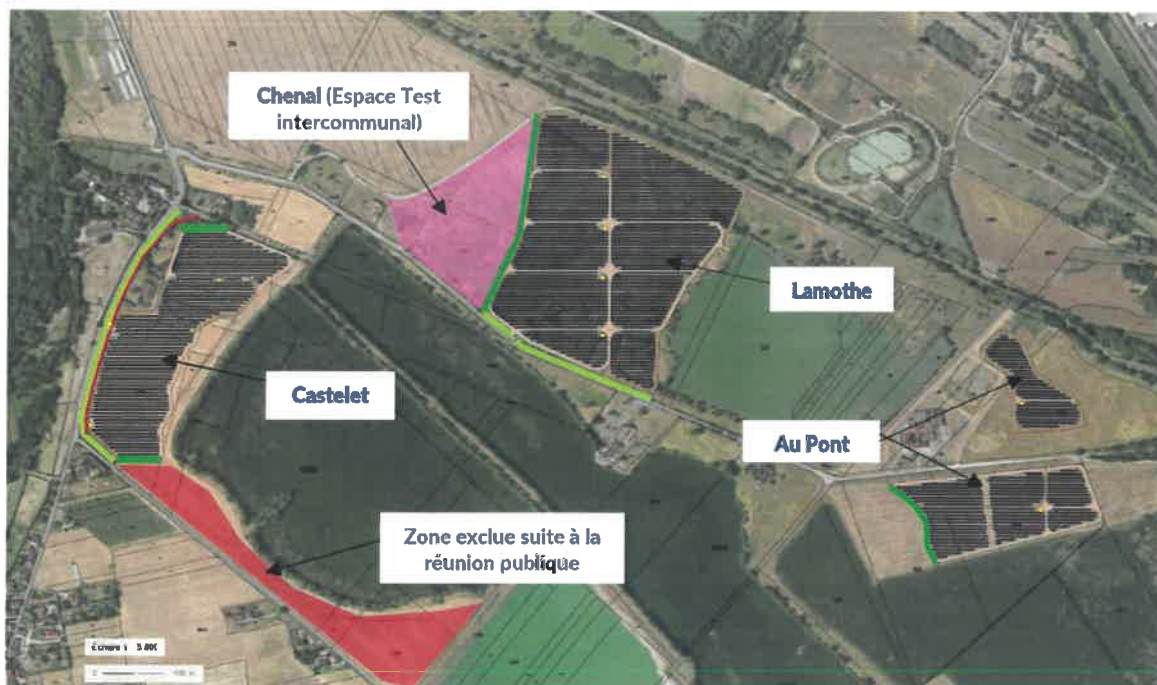 Chenal (Espace Test
intercommunal)
Lamothe
Castelet
Au Pont
Zone exclue suite à la
réunion publique